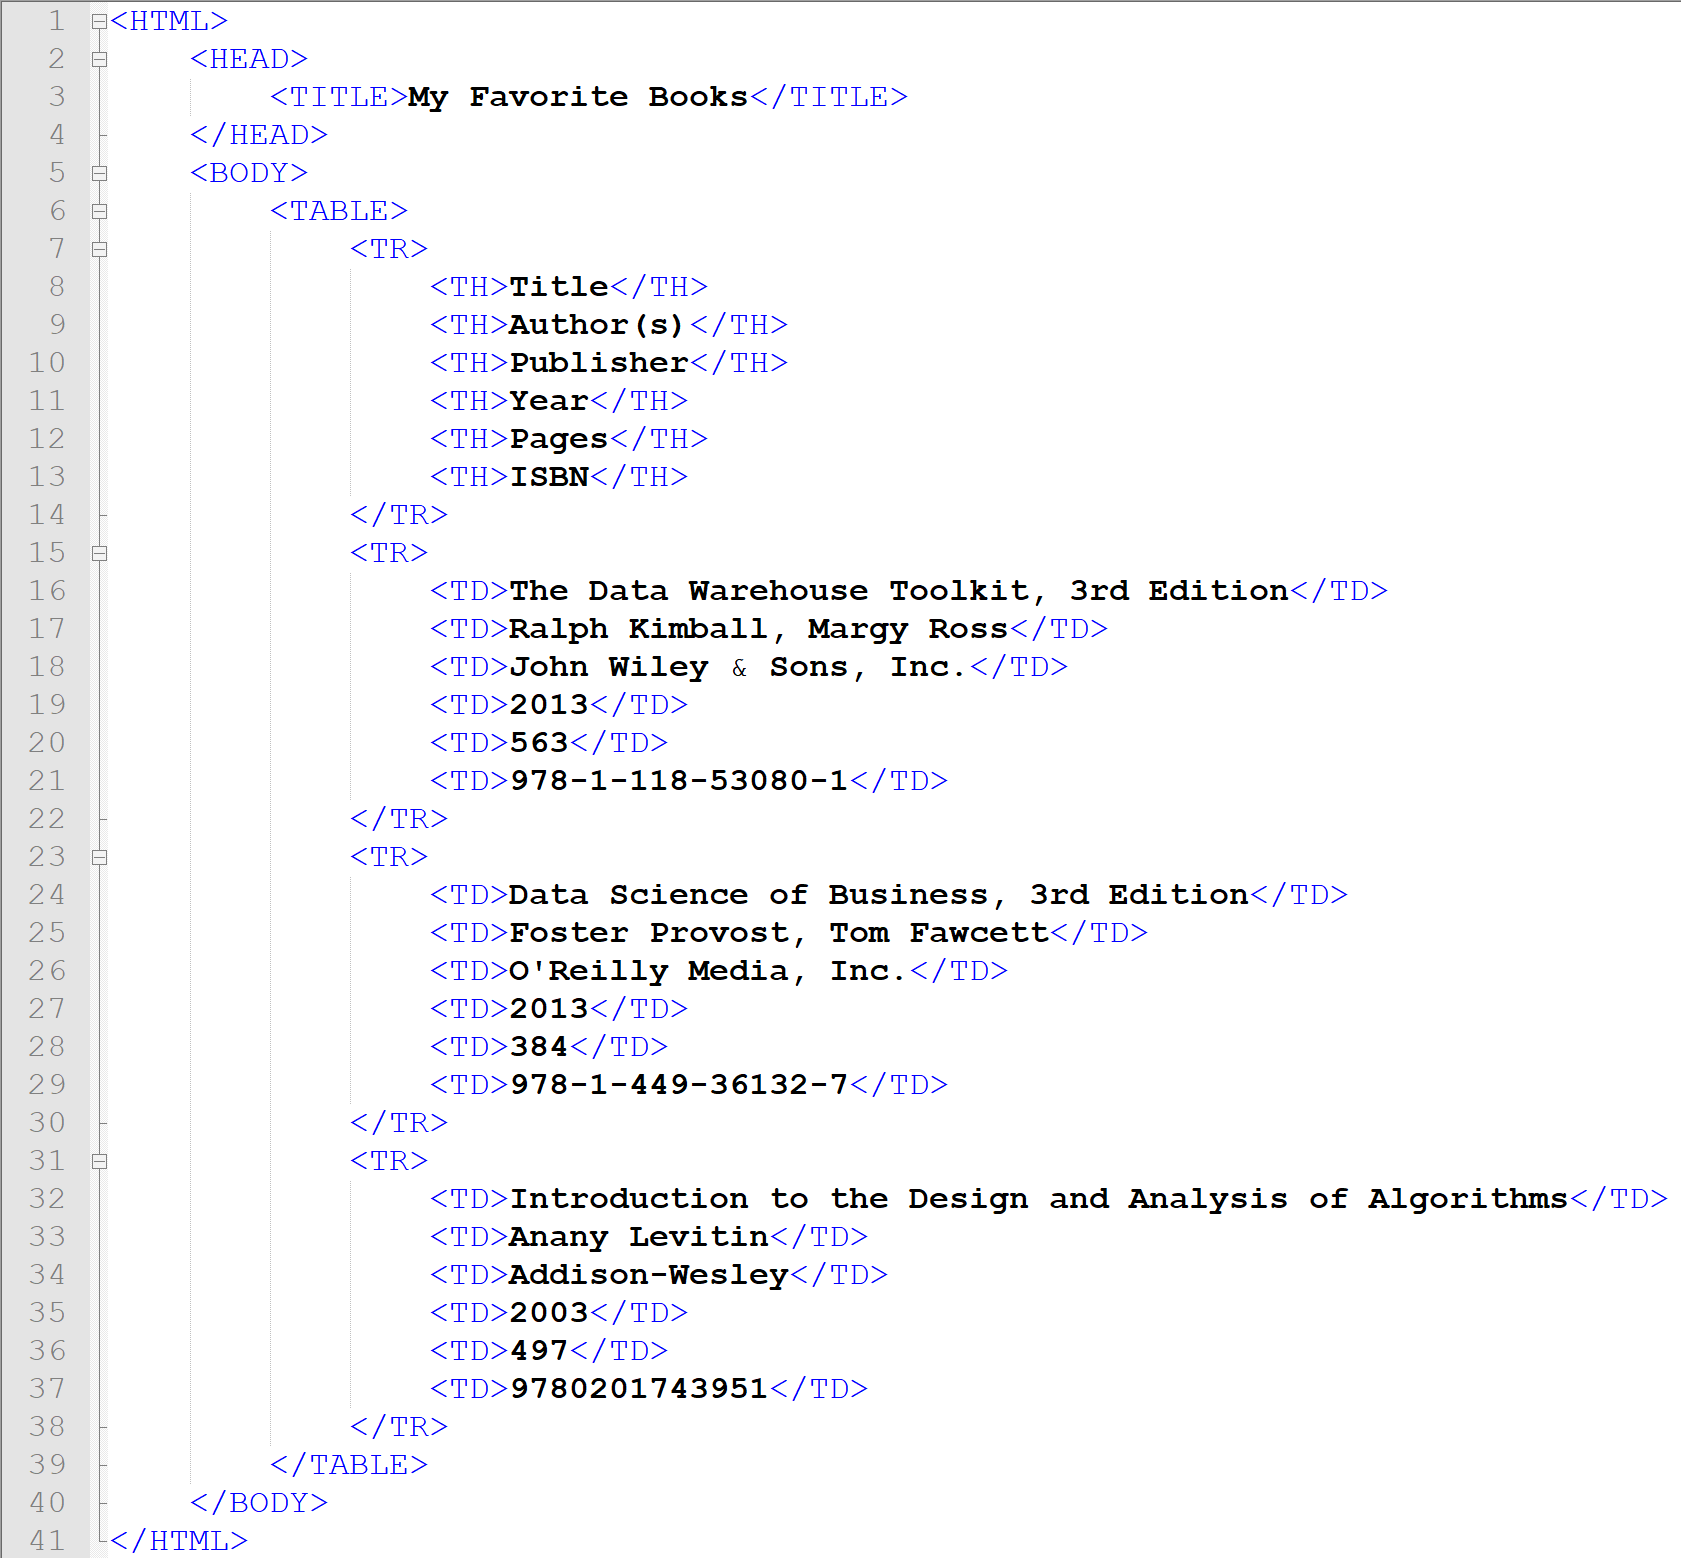 1 <HTML>
2 <HEAD>
3 <TITLE>My Favorite Books</TITLE>
4 </HEAD>
5 <BODY>
6 <TABLE>
7 <TR>
8 <TH>Title</TH>
9 <TH>Author(s)</TH>
10 <TH>Publisher</TH>
11 <TH>Year</TH>
12 <TH>Pages</TH>
13 <TH>ISBN</TH>
14 </TR>
15 <TR>
16 <TD>The Data Warehouse Toolkit, 3rd Edition</TD>
17 <TD>Ralph Kimball, Margy Ross</TD>
18 <TD>John Wiley & Sons, Inc.</TD>
19 <TD>2013</TD>
20 <TD>563</TD>
21 <TD>978-1-118-53080-1</TD>
22 </TR>
23 <TR>
24 <TD>Data Science of Business, 3rd Edition</TD>
25 <TD>Foster Provost, Tom Fawcett</TD>
26 <TD>O'Reilly Media, Inc.</TD>
27 <TD>2013</TD>
28 <TD>384</TD>
29 <TD>978-1-449-36132-7</TD>
30 </TR>
31 <TR>
32 <TD>Introduction to the Design and Analysis of Algorithms</TD>
33 <TD>Anany Levitin</TD>
34 <TD>Addison-Wesley</TD>
35 <TD>2003</TD>
36 <TD>497</TD>
37 <TD>9780201743951</TD>
38 </TR>
39 </TABLE>
40 </BODY>
41 </HTML>